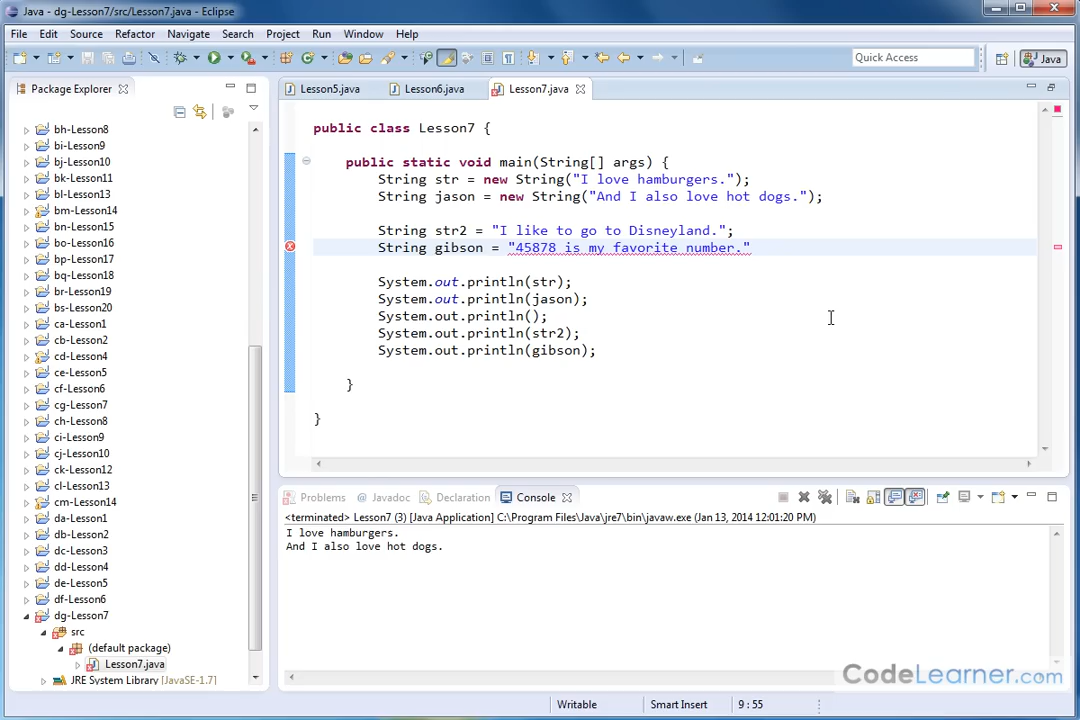 Java - dg-Lesson7/src/Lesson7.java - Eclipse
File Edit Source Refactor Navigate Search Project Run Window Help
Quick Access
Java
Package Explorer
Lesson5.java
Lesson6.java
Lesson7.java
bh-Lesson8
bi-Lesson9
bj-Lesson10
bk-Lesson11
bl-Lesson13
bm-Lesson14
bn-Lesson15
bo-Lesson16
bp-Lesson17
bq-Lesson18
br-Lesson19
bs-Lesson20
ca-Lesson1
cb-Lesson2
cd-Lesson4
ce-Lesson5
cf-Lesson6
cg-Lesson7
ch-Lesson8
ci-Lesson9
cj-Lesson10
ck-Lesson12
cl-Lesson13
cm-Lesson14
da-Lesson1
db-Lesson2
dc-Lesson3
dd-Lesson4
de-Lesson5
df-Lesson6
dg-Lesson7
src
(default package)
Lesson7.java
JRE System Library [JavaSE-1.7]
public class Lesson7 {
public static void main(String[] args) {
String str = new String("I love hamburgers.");
String jason = new String("And I also love hot dogs.");
String str2 = "I like to go to Disneyland.";
String gibson = "45878 is my favorite number."
System.out.println(str);
System.out.println(jason);
System.out.println();
System.out.println(str2);
System.out.println(gibson);
}
}
Problems Javadoc Declaration Console
<terminated> Lesson7 (3) [Java Application] C:\Program Files\Java\jre7\bin\javaw.exe (Jan 13, 2014 12:01:20 PM)
I love hamburgers.
And I also love hot dogs.
CodeLearner.com
Writable
Smart Insert
9 : 55